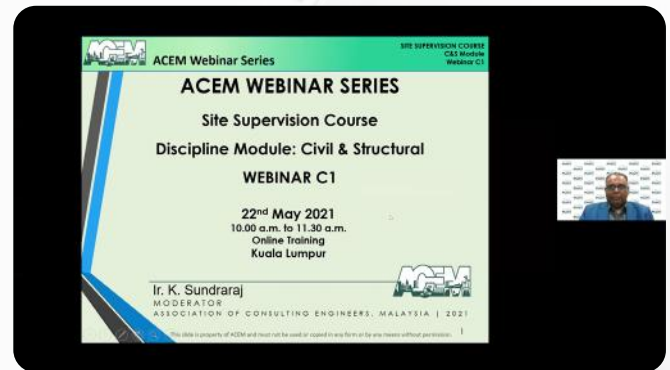 ACEM
ACEM Webinar Series
SITE SUPERVISION COURSE
C&S Module
Webinar C1
ACEM WEBINAR SERIES
Site Supervision Course
Discipline Module: Civil & Structural
WEBINAR C1
22nd May 2021
10.00 a.m. to 11.30 a.m.
Online Training
Kuala Lumpur
Ir. K. Sundraraj
MODERATOR
ACEM
ASSOCIATION OF CONSULTING ENGINEERS, MALAYSIA | 2021
This slide is property of ACEM and must not be used or copied in any form or by any means without permission.
1